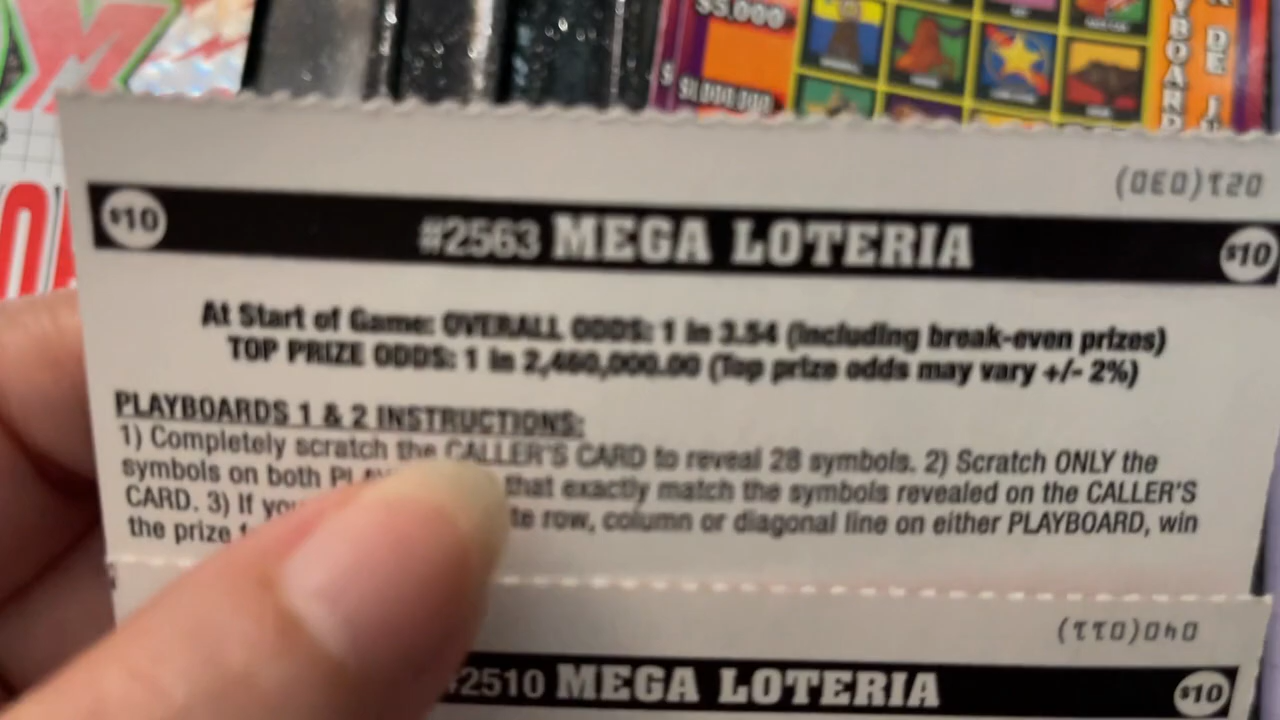 $5,000
$1,000,000
(030)120
$10 #2563 MEGA LOTERIA $10
At Start of Game: OVERALL ODDS: 1 in 3.54 (including break-even prizes)
TOP PRIZE ODDS: 1 in 2,460,000.00 (Top prize odds may vary +/- 2%)
PLAYBOARDS 1 & 2 INSTRUCTIONS:
1) Completely scratch the CALLER'S CARD to reveal 28 symbols. 2) Scratch ONLY the
symbols on both that exactly match the symbols revealed on the CALLER'S
CARD. 3) If row, column or diagonal line on either PLAYBOARD, win
the prize
(110)040
#2510 MEGA LOTERIA $10